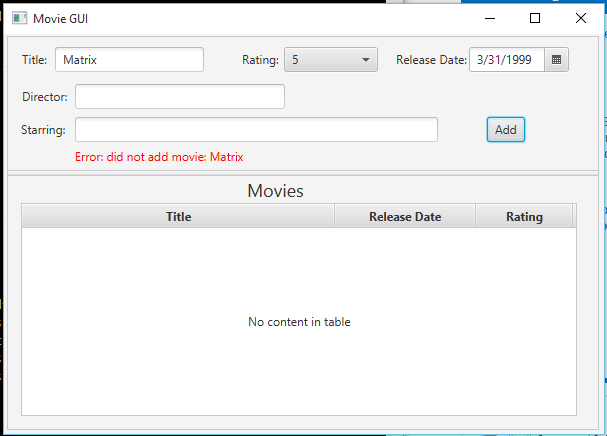 Movie GUI
Title: Matrix Rating: 5 Release Date: 3/31/1999
Director:
Starring: Add
Error: did not add movie: Matrix
Movies
Title Release Date Rating
No content in table